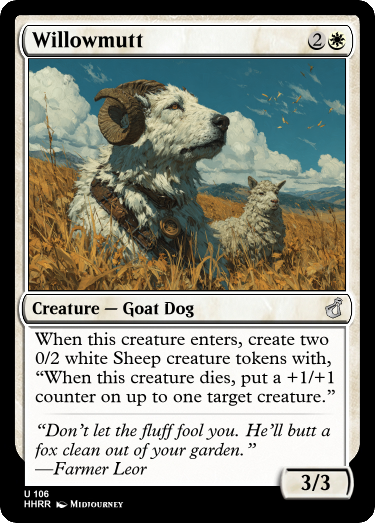 Willowmutt 2
Creature — Goat Dog
When this creature enters, create two
0/2 white Sheep creature tokens with,
“When this creature dies, put a +1/+1
counter on up to one target creature.”
“Don’t let the fluff fool you. He’ll butt a
fox clean out of your garden.”
—Farmer Leor
3/3
U 106
HHRR MIDJOURNEY